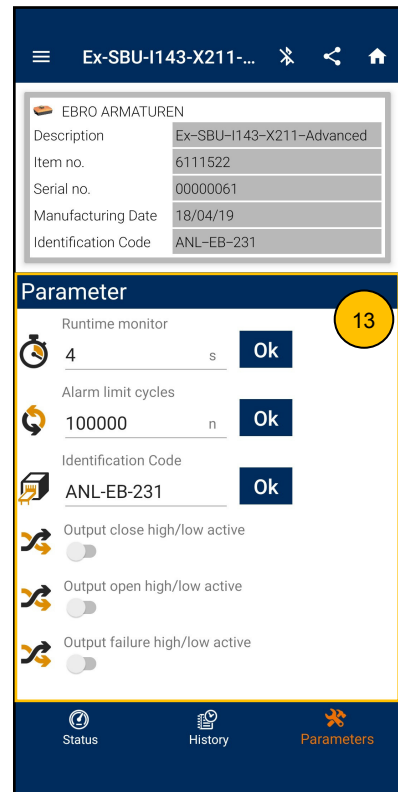 Ex-SBU-I143-X211-...
EBRO ARMATUREN
Description Ex–SBU–I143–X211–Advanced
Item no. 6111522
Serial no. 00000061
Manufacturing Date 18/04/19
Identification Code ANL–EB–231
Parameter
13
Runtime monitor
4 s Ok
Alarm limit cycles
100000 n Ok
Identification Code
ANL-EB-231 Ok
Output close high/low active
Output open high/low active
Output failure high/low active
Status History Parameters